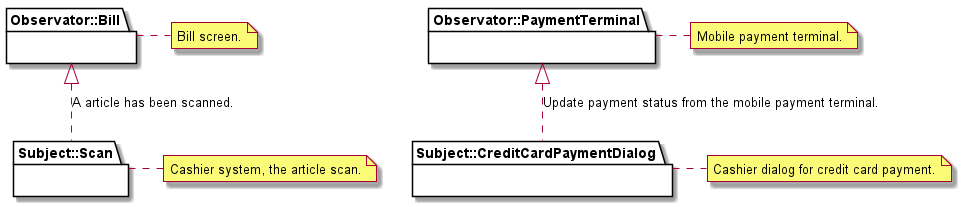 Observator::Bill
Bill screen.
Observator::PaymentTerminal
Mobile payment terminal.
A article has been scanned.
Update payment status from the mobile payment terminal.
Subject::Scan
Cashier system, the article scan.
Subject::CreditCardPaymentDialog
Cashier dialog for credit card payment.